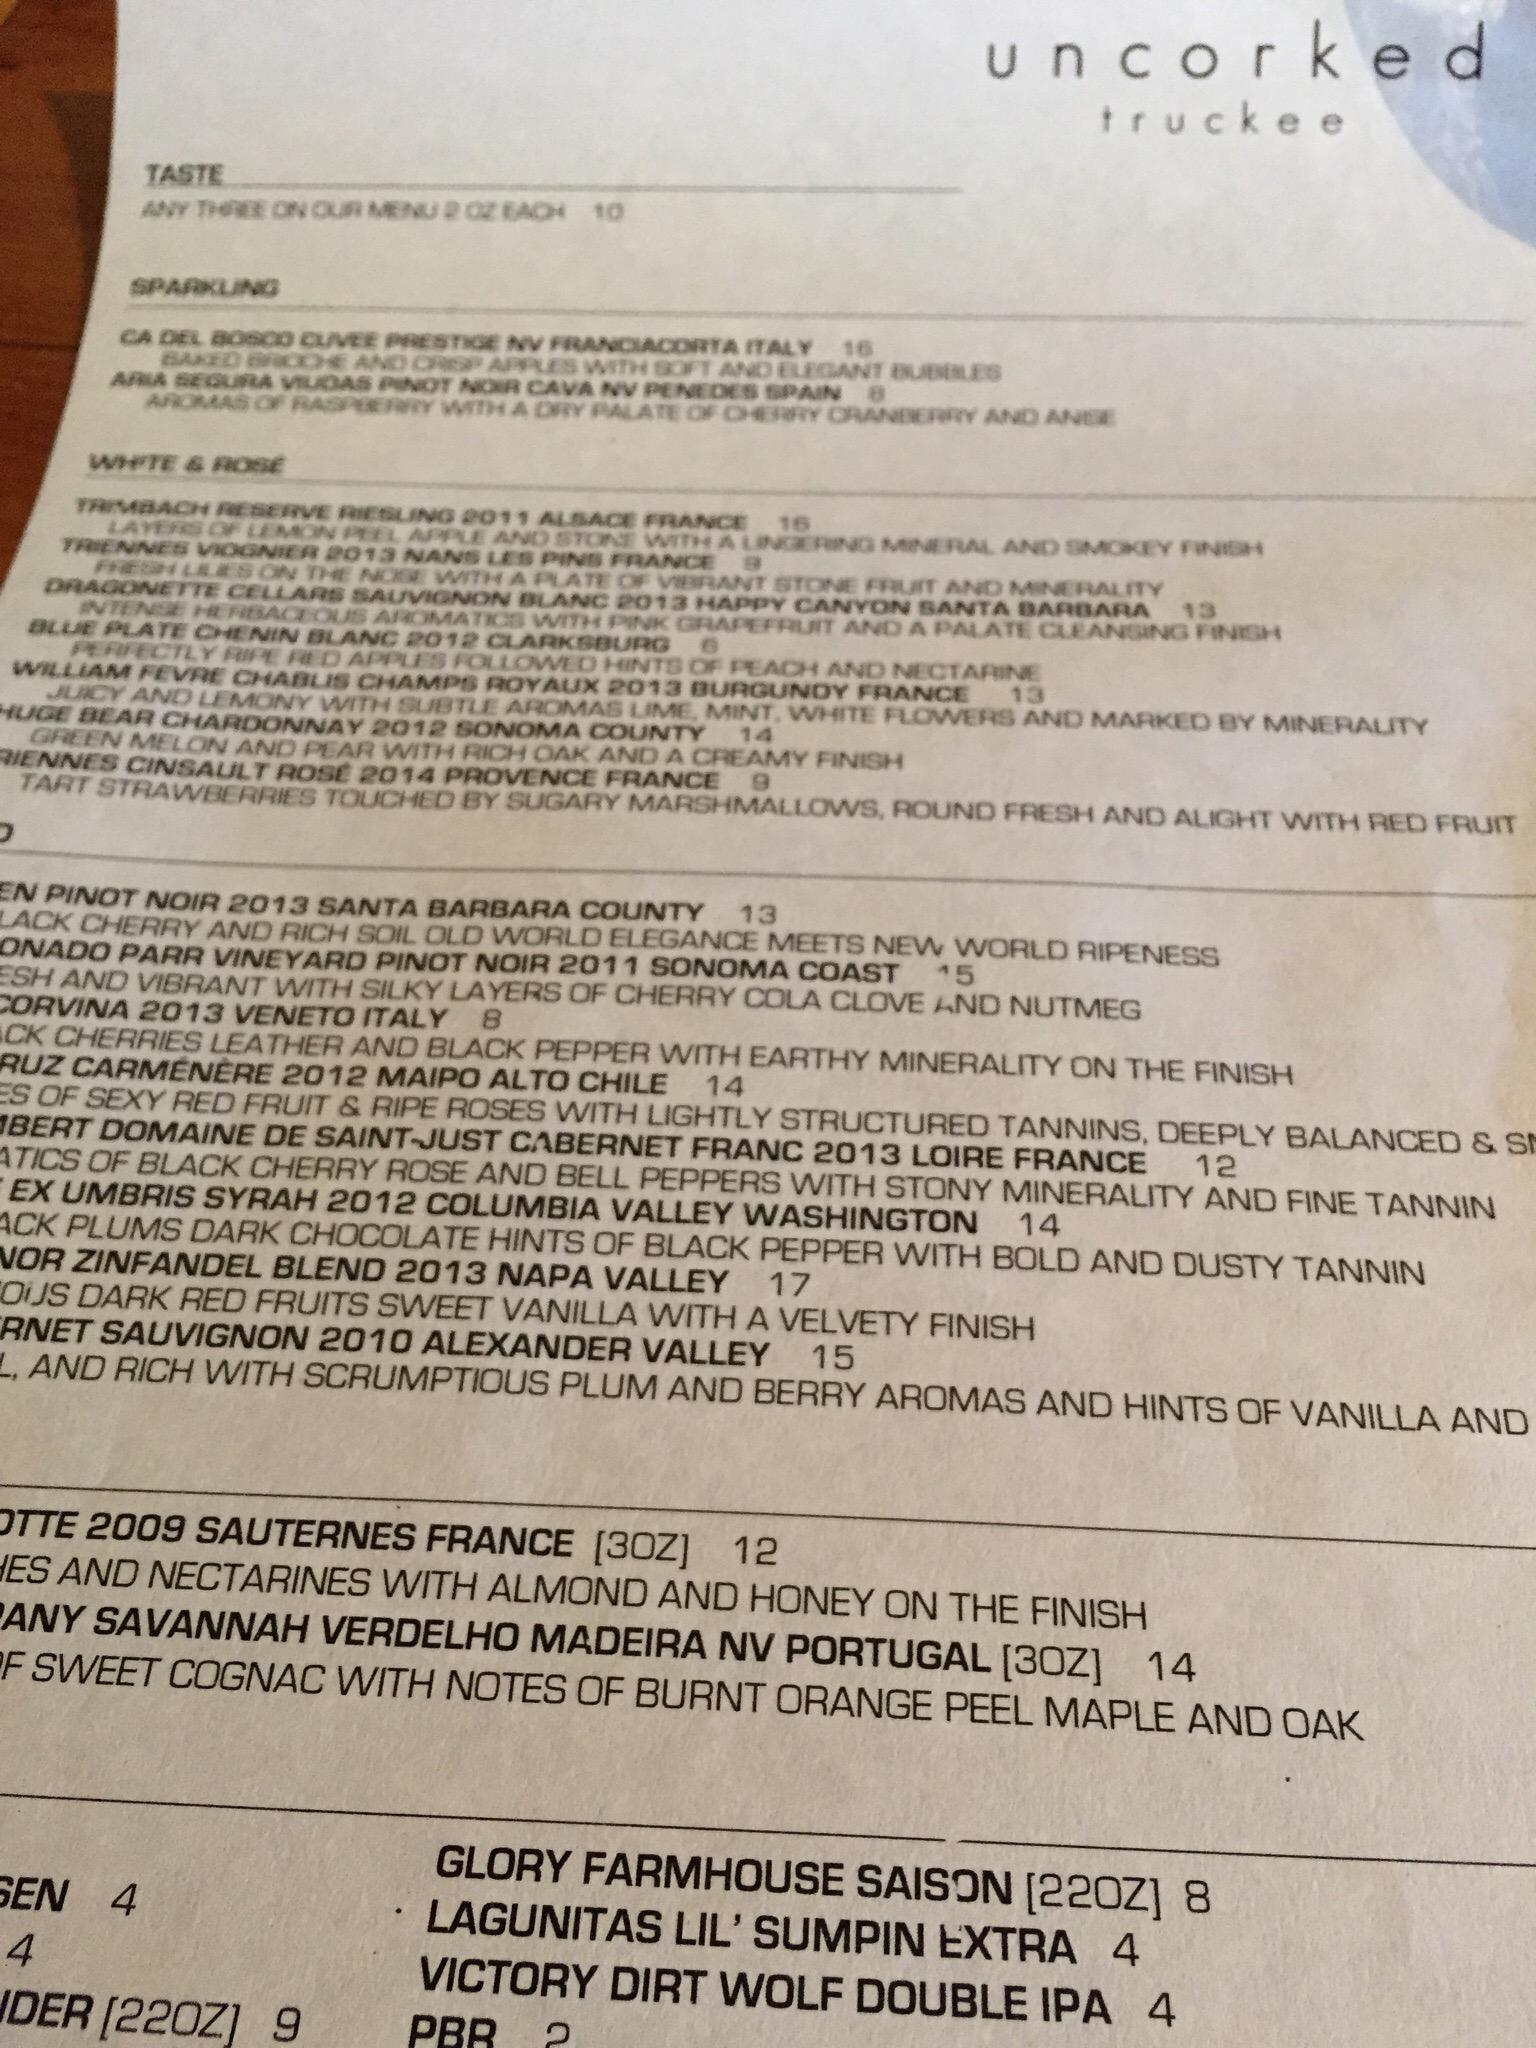 uncorked
truckee
TASTE
ANY THREE ON OUR MENU 2 OZ EACH 10
SPARKLING
CA DEL BOSCO CUVEE PRESTIGE NV FRANCIACORTA ITALY 16
BAKED BRIOCHE AND CRISP APPLES WITH SOFT AND ELEGANT BUBBLES
ARIA SEGURA VIUDAS PINOT NOIR CAVA NV PENEDES SPAIN 8
AROMAS OF RASPBERRY WITH A DRY PALATE OF CHERRY CRANBERRY AND ANISE
WHITE & ROSÉ
TRIMBACH RESERVE RIESLING 2011 ALSACE FRANCE 16
LAYERS OF LEMON PEEL APPLE AND STONE WITH A LINGERING MINERAL AND SMOKEY FINISH
TRIENNES VIOGNIER 2013 NANS LES PINS FRANCE 9
FRESH LILIES ON THE NOSE WITH A PLATE OF VIBRANT STONE FRUIT AND MINERALITY
DRAGONETTE CELLARS SAUVIGNON BLANC 2013 HAPPY CANYON SANTA BARBARA 13
INTENSE HERBACEOUS AROMATICS WITH PINK GRAPEFRUIT AND A PALATE CLEANSING FINISH
BLUE PLATE CHENIN BLANC 2012 CLARKSBURG 6
PERFECTLY RIPE RED APPLES FOLLOWED HINTS OF PEACH AND NECTARINE
WILLIAM FEVRE CHABLIS CHAMPS ROYAUX 2013 BURGUNDY FRANCE 13
JUICY AND LEMONY WITH SUBTLE AROMAS LIME, MINT, WHITE FLOWERS AND MARKED BY MINERALITY
HUGE BEAR CHARDONNAY 2012 SONOMA COUNTY 14
GREEN MELON AND PEAR WITH RICH OAK AND A CREAMY FINISH
RIENNES CINSAULT ROSÉ 2014 PROVENCE FRANCE 9
TART STRAWBERRIES TOUCHED BY SUGARY MARSHMALLOWS, ROUND FRESH AND ALIGHT WITH RED FRUIT
D
EN PINOT NOIR 2013 SANTA BARBARA COUNTY 13
LACK CHERRY AND RICH SOIL OLD WORLD ELEGANCE MEETS NEW WORLD RIPENESS
ONADO PARR VINEYARD PINOT NOIR 2011 SONOMA COAST 15
ESH AND VIBRANT WITH SILKY LAYERS OF CHERRY COLA CLOVE AND NUTMEG
CORVINA 2013 VENETO ITALY 8
ACK CHERRIES LEATHER AND BLACK PEPPER WITH EARTHY MINERALITY ON THE FINISH
RUZ CARMÉNÈRE 2012 MAIPO ALTO CHILE 14
ES OF SEXY RED FRUIT & RIPE ROSES WITH LIGHTLY STRUCTURED TANNINS, DEEPLY BALANCED & SM
MBERT DOMAINE DE SAINT-JUST CABERNET FRANC 2013 LOIRE FRANCE 12
ATICS OF BLACK CHERRY ROSE AND BELL PEPPERS WITH STONY MINERALITY AND FINE TANNIN
EX UMBRIS SYRAH 2012 COLUMBIA VALLEY WASHINGTON 14
ACK PLUMS DARK CHOCOLATE HINTS OF BLACK PEPPER WITH BOLD AND DUSTY TANNIN
NOR ZINFANDEL BLEND 2013 NAPA VALLEY 17
OUS DARK RED FRUITS SWEET VANILLA WITH A VELVETY FINISH
RNET SAUVIGNON 2010 ALEXANDER VALLEY 15
L, AND RICH WITH SCRUMPTIOUS PLUM AND BERRY AROMAS AND HINTS OF VANILLA AND
OTTE 2009 SAUTERNES FRANCE [3OZ] 12
HES AND NECTARINES WITH ALMOND AND HONEY ON THE FINISH
PANY SAVANNAH VERDELHO MADEIRA NV PORTUGAL [3OZ] 14
OF SWEET COGNAC WITH NOTES OF BURNT ORANGE PEEL MAPLE AND OAK
SEN 4
4
IDER [22OZ] 9
GLORY FARMHOUSE SAISON [22OZ] 8
LAGUNITAS LIL' SUMPIN EXTRA 4
VICTORY DIRT WOLF DOUBLE IPA 4
PBR 2